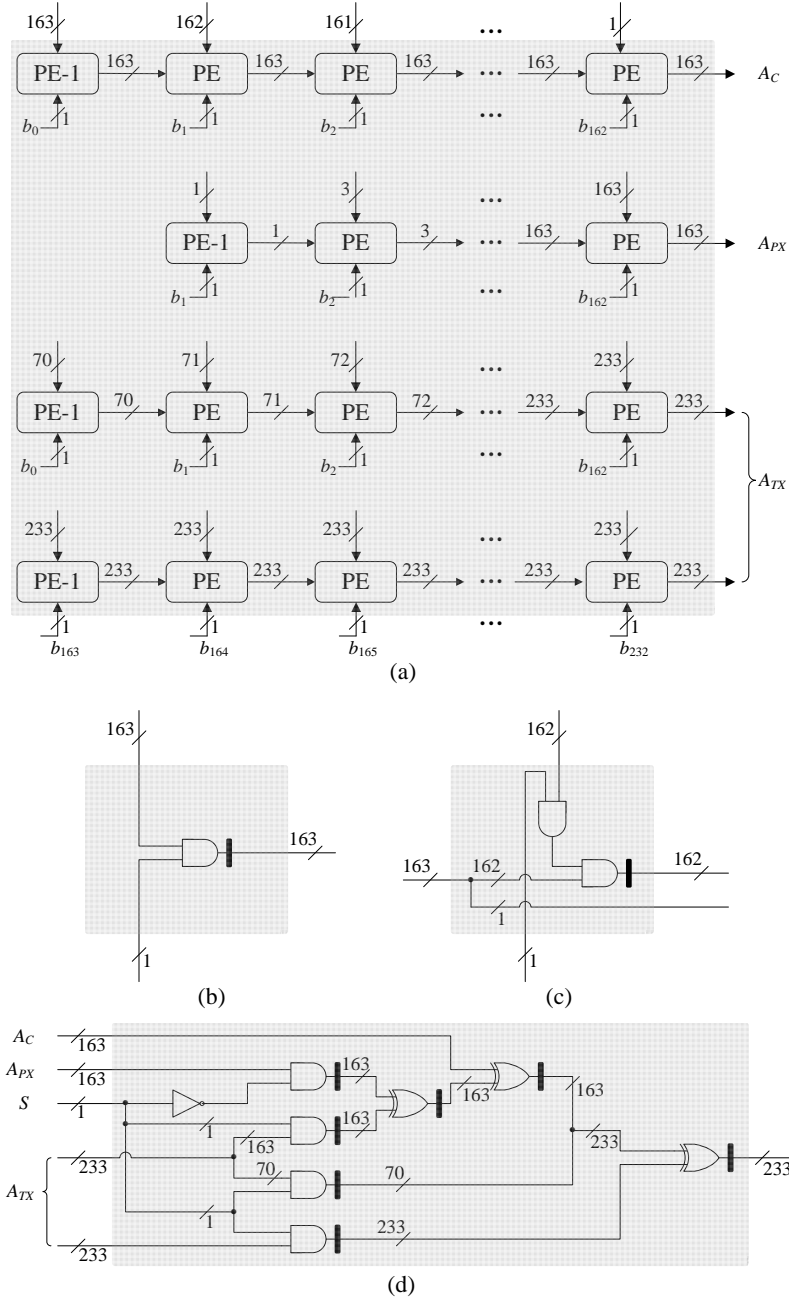 163 162 161 ... 1
PE-1 163 PE 163 PE 163 ... 163 PE 163 A_C
b_0 1 b_1 1 b_2 1 ... b_162 1
1 3 ... 163
PE-1 1 PE 3 ... 163 PE 163 A_PX
b_1 1 b_2 1 ... b_162 1
70 71 72 ... 233
PE-1 70 PE 71 PE 72 ... 233 PE 233
b_0 1 b_1 1 b_2 1 ... b_162 1
A_TX
233 233 233 ... 233
PE-1 233 PE 233 PE 233 ... 233 PE 233
1 1 1 ... 1
b_163 b_164 b_165 b_232
(a)
163
163
1
(b)
162
163 162 162
1
1
(c)
A_C 163
A_PX 163 163 163 163
S 1 1 163 163
A_TX 233 70 70 233 233
1
233 233
(d)